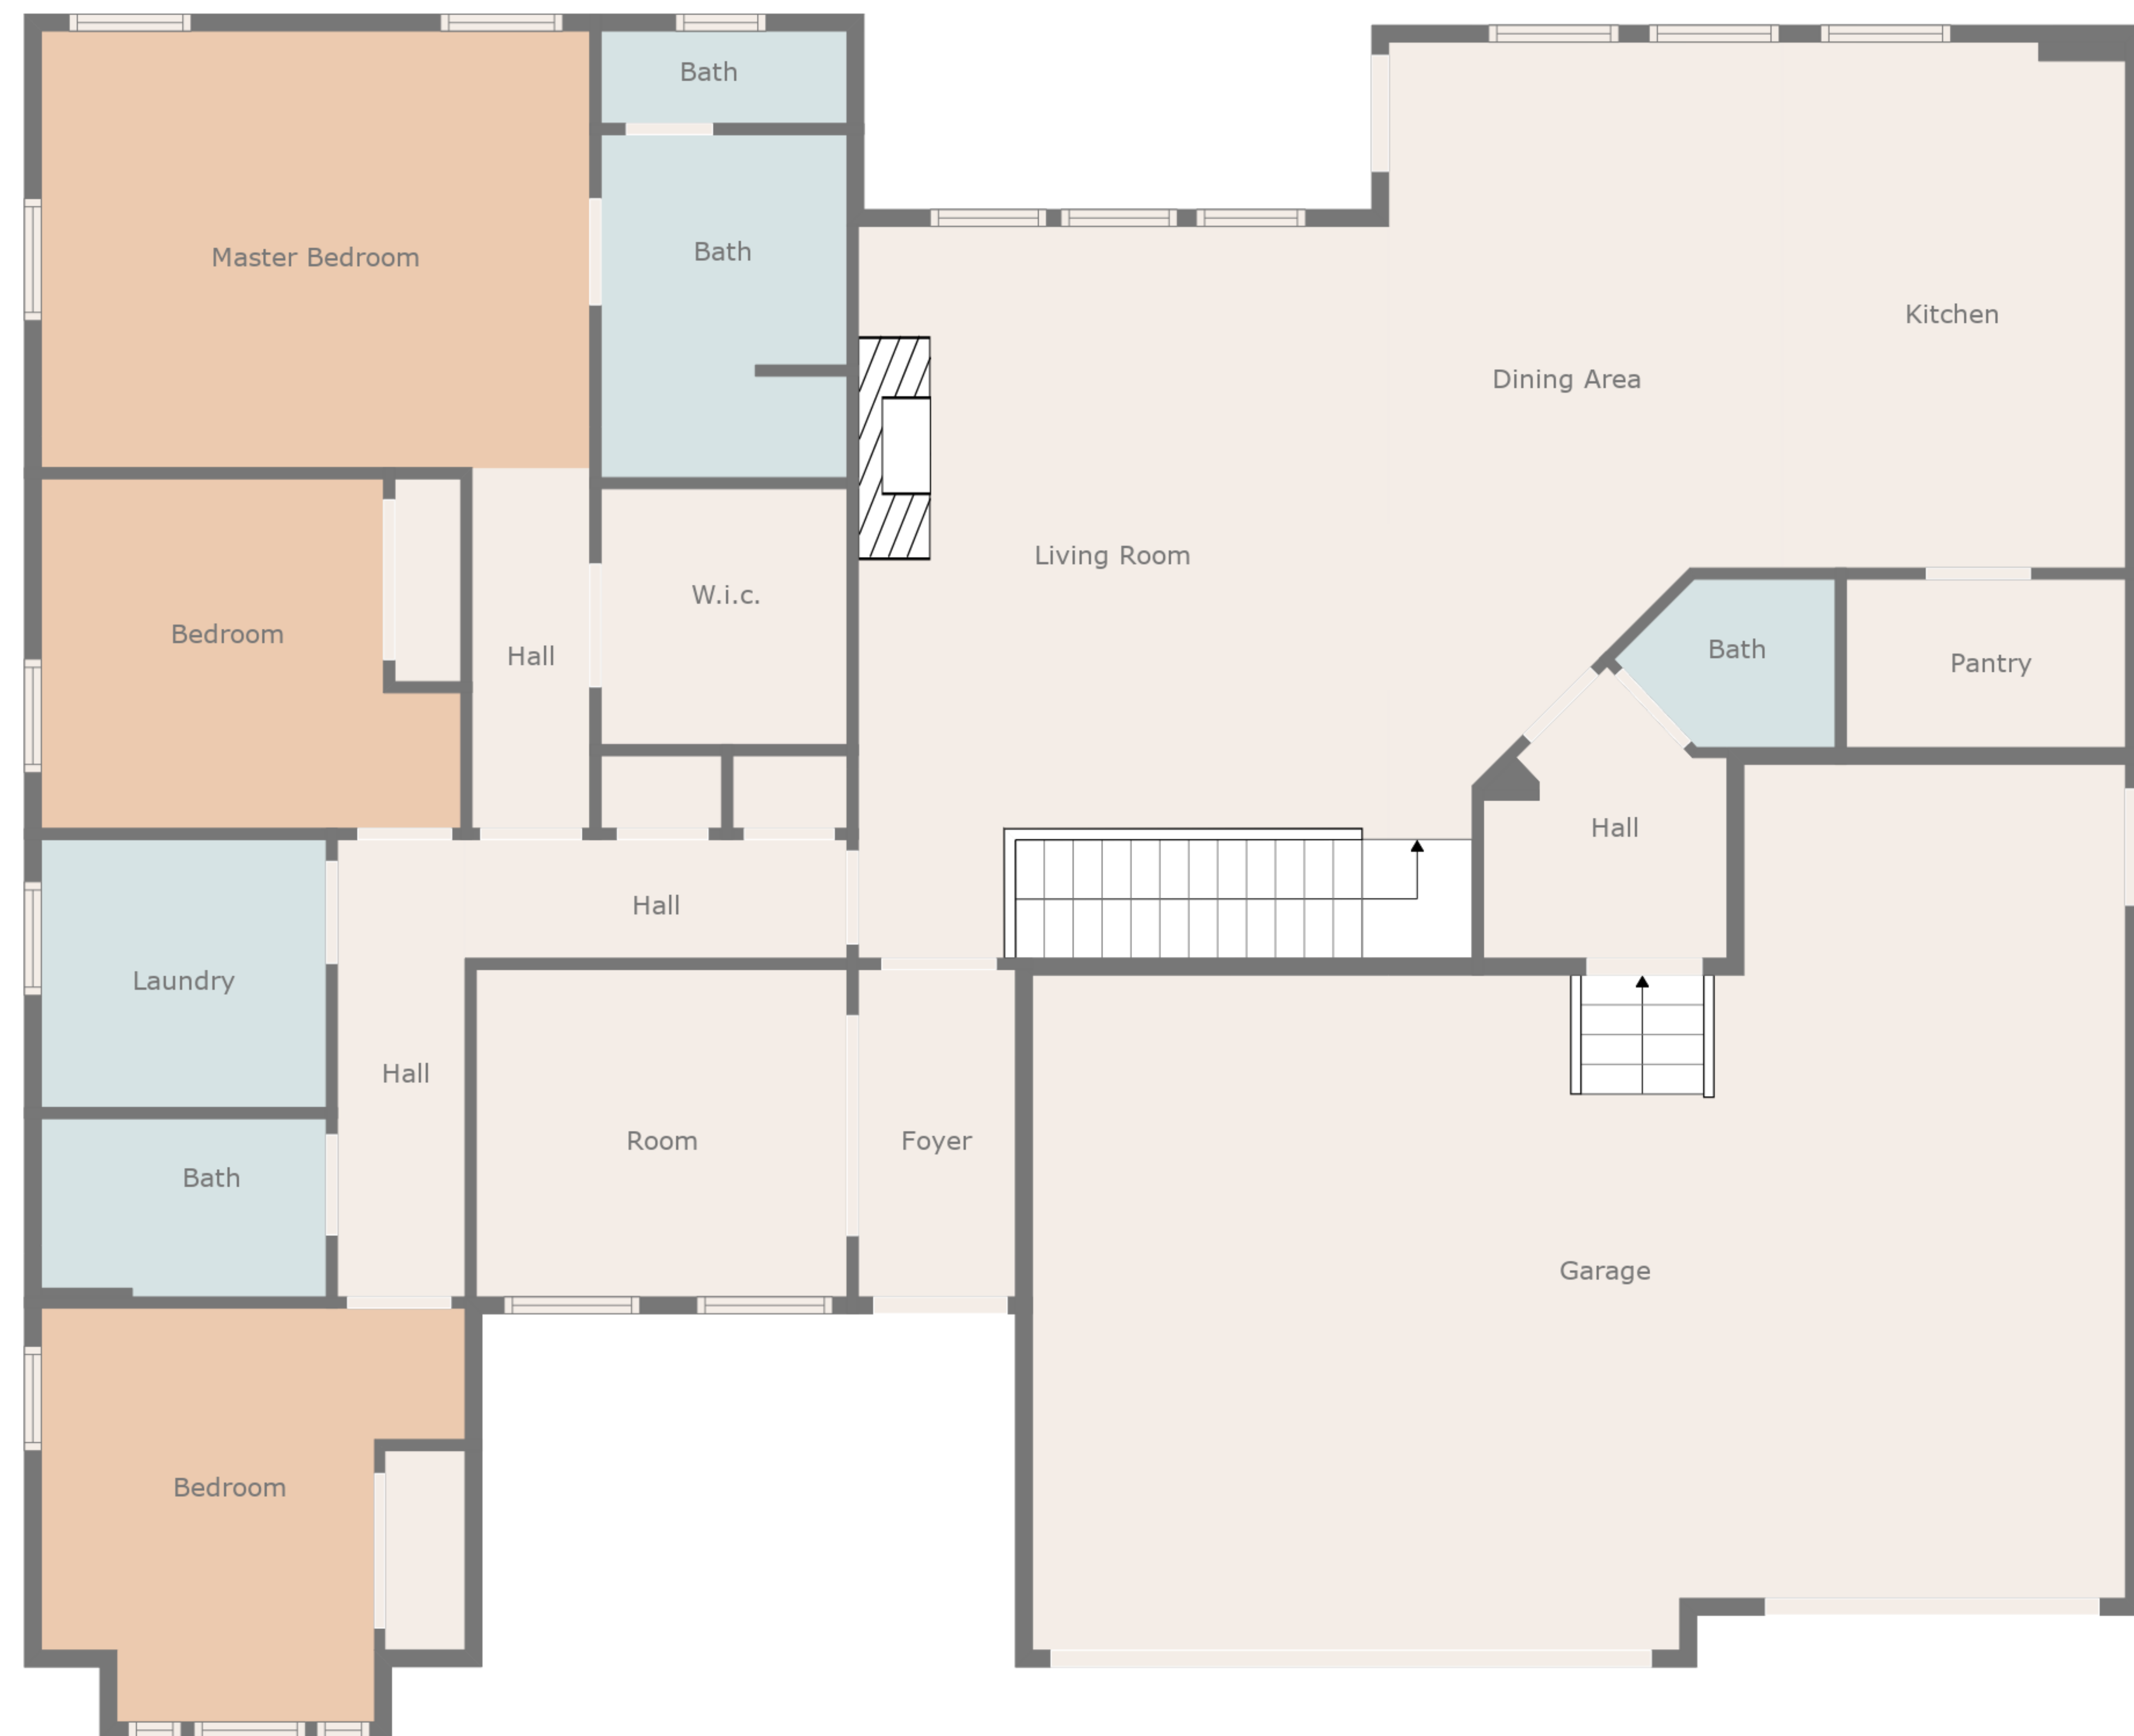 Bath
Master Bedroom
Bath
Kitchen
Dining Area
Living Room
W.i.c.
Bedroom
Hall
Bath
Pantry
Hall
Hall
Laundry
Hall
Room
Foyer
Bath
Garage
Bedroom